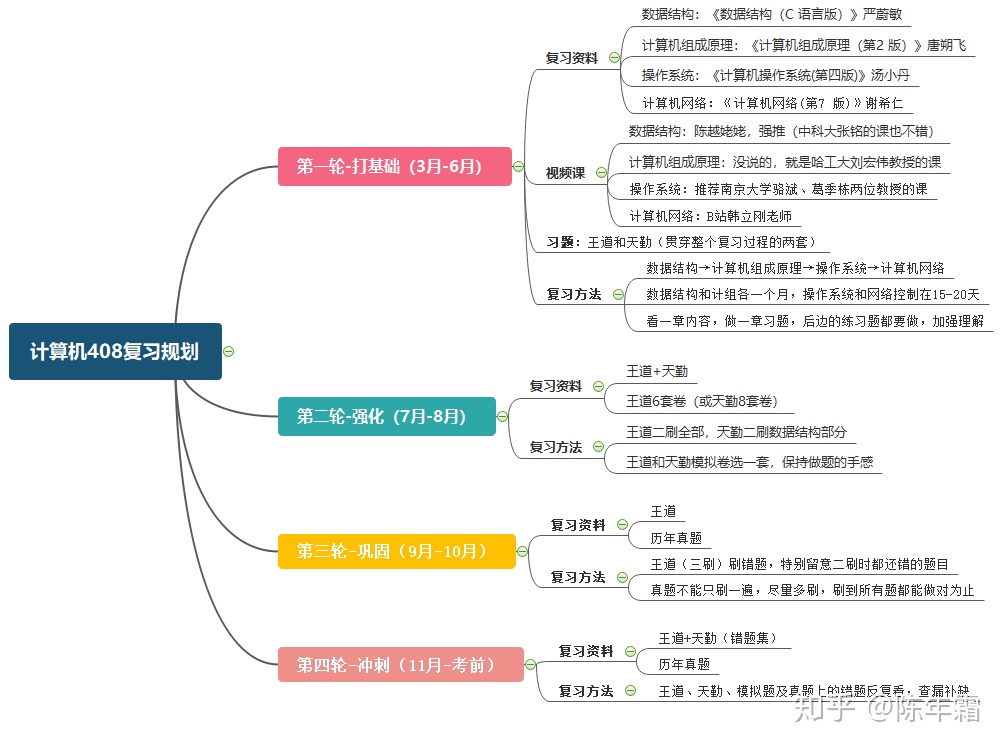 计算机408复习规划
第一轮-打基础（3月-6月）
复习资料
数据结构：《数据结构（C 语言版）》严蔚敏
计算机组成原理：《计算机组成原理（第2 版）》唐朔飞
操作系统：《计算机操作系统(第四版)》汤小丹
计算机网络：《计算机网络(第7 版)》谢希仁
视频课
数据结构：陈越姥姥，强推（中科大张铭的课也不错）
计算机组成原理：没说的，就是哈工大刘宏伟教授的课
操作系统：推荐南京大学骆斌、葛季栋两位教授的课
计算机网络：B站韩立刚老师
习题：王道和天勤（贯穿整个复习过程的两套）
复习方法
数据结构→计算机组成原理→操作系统→计算机网络
数据结构和计组各一个月，操作系统和网络控制在15-20天
看一章内容，做一章习题，后边的练习题都要做，加强理解
第二轮-强化（7月-8月）
复习资料
王道+天勤
王道6套卷（或天勤8套卷）
复习方法
王道二刷全部，天勤二刷数据结构部分
王道和天勤模拟卷选一套，保持做题的手感
第三轮-巩固（9月-10月）
复习资料
王道
历年真题
复习方法
王道（三刷）刷错题，特别留意二刷时都还错的题目
真题不能只刷一遍，尽量多刷，刷到所有题都能做对为止
第四轮-冲刺（11月-考前）
复习资料
王道+天勤（错题集）
历年真题
复习方法
王道、天勤、模拟题及真题上的错题反复看，查漏补缺
知乎 @陈年霜